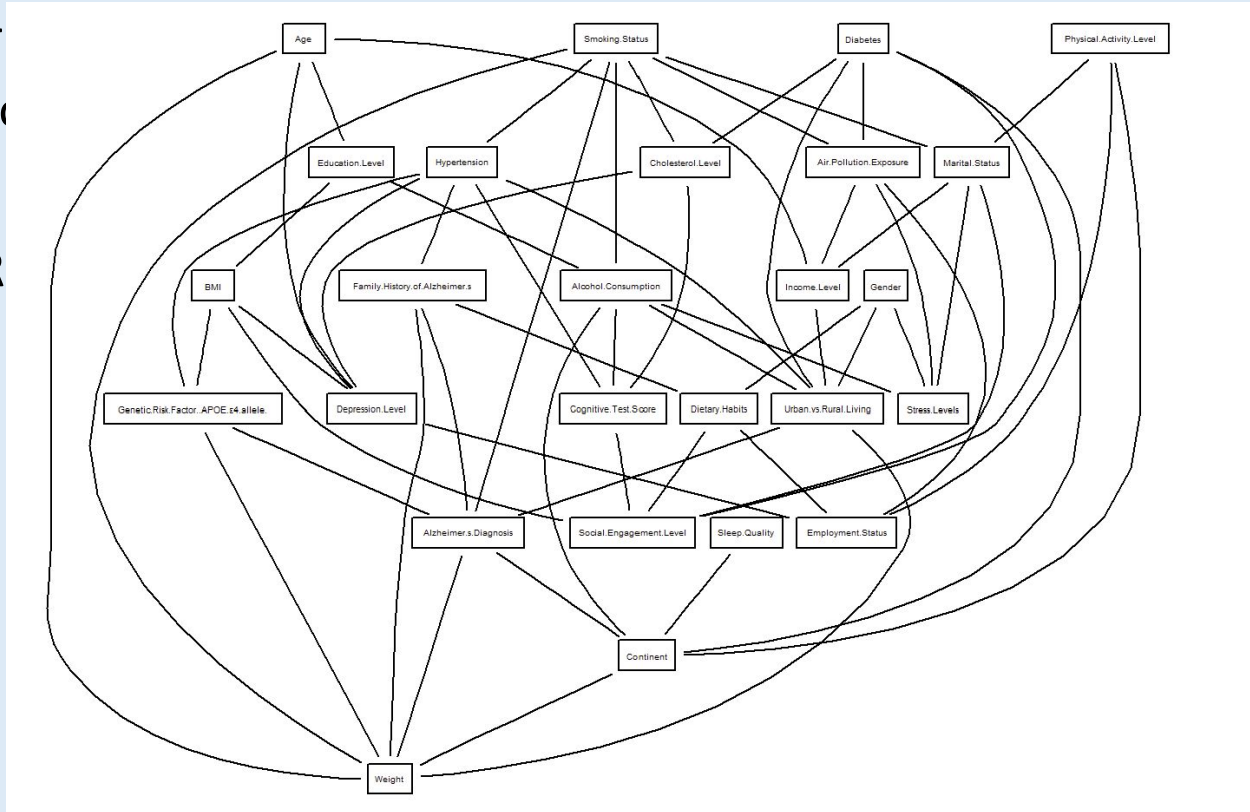 Age
Smoking.Status
Diabetes
Physical.Activity.Level
Education.Level
Hypertension
Cholesterol.Level
Air.Pollution.Exposure
Marital.Status
BMI
Family.History.of.Alzheimer.s
Alcohol.Consumption
Income.Level
Gender
Genetic.Risk.Factor..APOE.ε4.allele.
Depression.Level
Cognitive.Test.Score
Dietary.Habits
Urban.vs.Rural.Living
Stress.Levels
Alzheimer.s.Diagnosis
Social.Engagement.Level
Sleep.Quality
Employment.Status
Continent
Weight